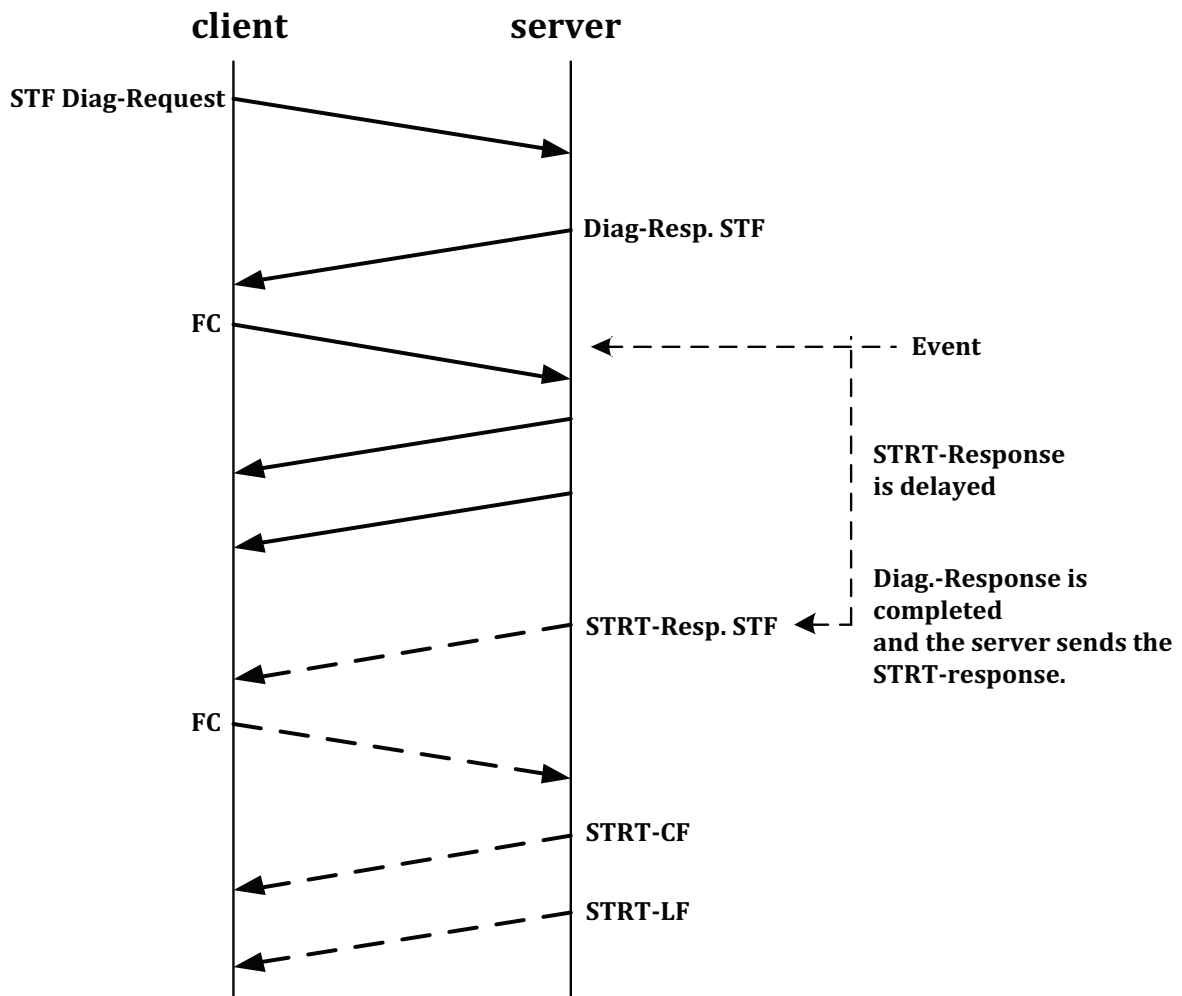 client
server
STF Diag-Request
Diag-Resp. STF
FC
Event
STRT-Response
is delayed
Diag.-Response is
completed
and the server sends the
STRT-response.
STRT-Resp. STF
FC
STRT-CF
STRT-LF